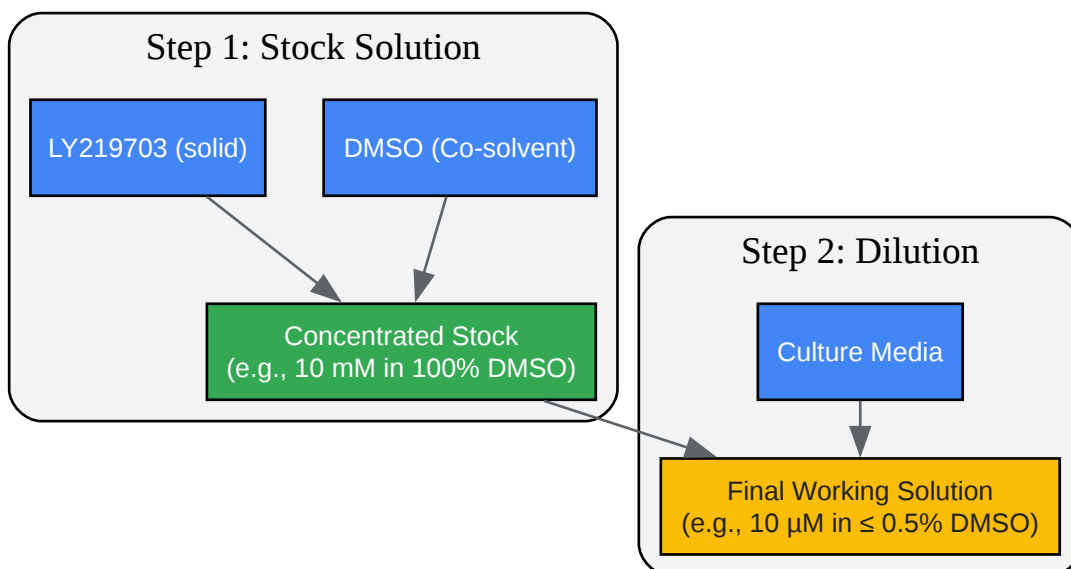 Step 1: Stock Solution
LY219703 (solid)
DMSO (Co-solvent)
Concentrated Stock
(e.g., 10 mM in 100% DMSO)
Step 2: Dilution
Culture Media
Final Working Solution
(e.g., 10 µM in ≤ 0.5% DMSO)